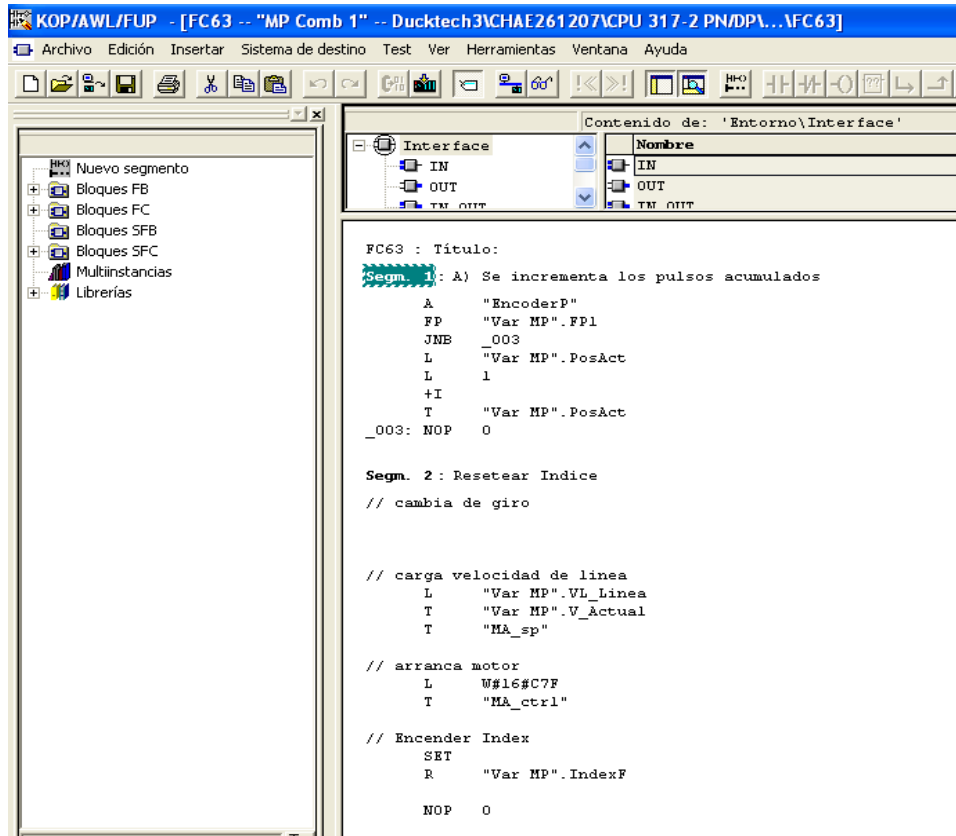 KOP/AWL/FUP - [FC63 -- "MP Comb 1" -- Ducktech3\CHAE261207\CPU 317-2 PN/DP\...\FC63]
Archivo Edición Insertar Sistema de destino Test Ver Herramientas Ventana Ayuda
Contenido de: 'Entorno\Interface'
Interface
IN
OUT
IN_OUT
Nombre
IN
OUT
IN_OUT
Nuevo segmento
Bloques FB
Bloques FC
Bloques SFB
Bloques SFC
Multiinstancias
Librerías
FC63 : Título:
Segm. 1: A) Se incrementa los pulsos acumulados
A "EncoderP"
FP "Var MP".FP1
JNB _003
L "Var MP".PosAct
L 1
+I
T "Var MP".PosAct
_003: NOP 0
Segm. 2 : Resetear Indice
// cambia de giro
// carga velocidad de linea
L "Var MP".VL_Linea
T "Var MP".V_Actual
T "MA_sp"
// arranca motor
L W#16#C7F
T "MA_ctrl"
// Encender Index
SET
R "Var MP".IndexF
NOP 0